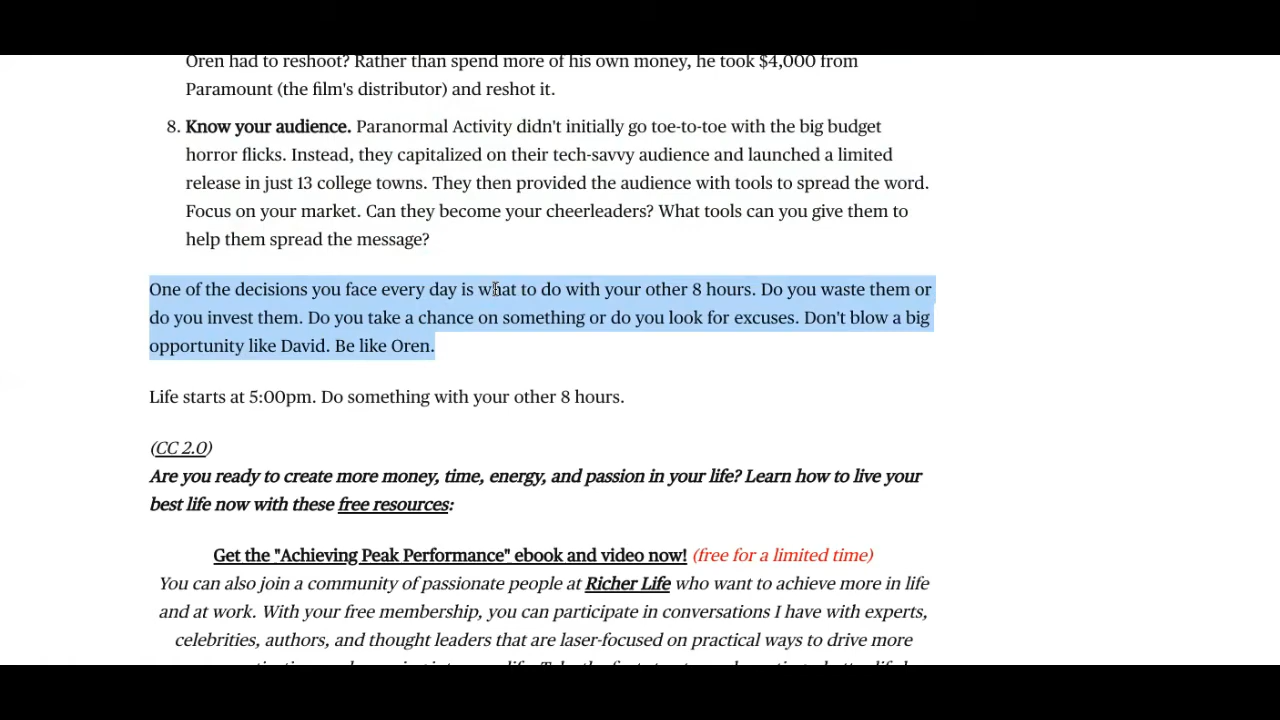 Oren had to reshoot? Rather than spend more of his own money, he took $4,000 from
Paramount (the film's distributor) and reshot it.
8. Know your audience. Paranormal Activity didn't initially go toe-to-toe with the big budget
horror flicks. Instead, they capitalized on their tech-savvy audience and launched a limited
release in just 13 college towns. They then provided the audience with tools to spread the word.
Focus on your market. Can they become your cheerleaders? What tools can you give them to
help them spread the message?
One of the decisions you face every day is what to do with your other 8 hours. Do you waste them or
do you invest them. Do you take a chance on something or do you look for excuses. Don't blow a big
opportunity like David. Be like Oren.
Life starts at 5:00pm. Do something with your other 8 hours.
(CC 2.0)
Are you ready to create more money, time, energy, and passion in your life? Learn how to live your
best life now with these free resources:
Get the "Achieving Peak Performance" ebook and video now! (free for a limited time)
You can also join a community of passionate people at Richer Life who want to achieve more in life
and at work. With your free membership, you can participate in conversations I have with experts,
celebrities, authors, and thought leaders that are laser-focused on practical ways to drive more